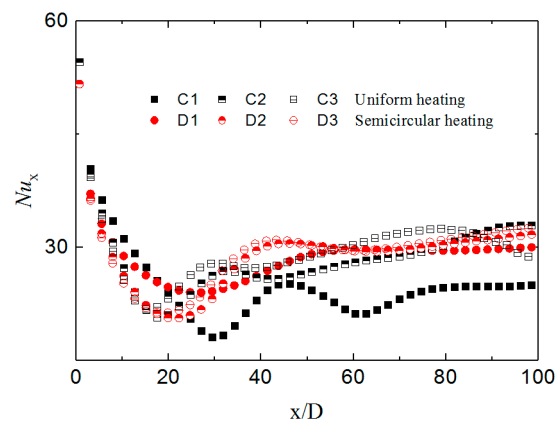 60
C1 C2 C3 Uniform heating
D1 D2 D3 Semicircular heating
Nux
30
0 20 40 60 80 100
x/D